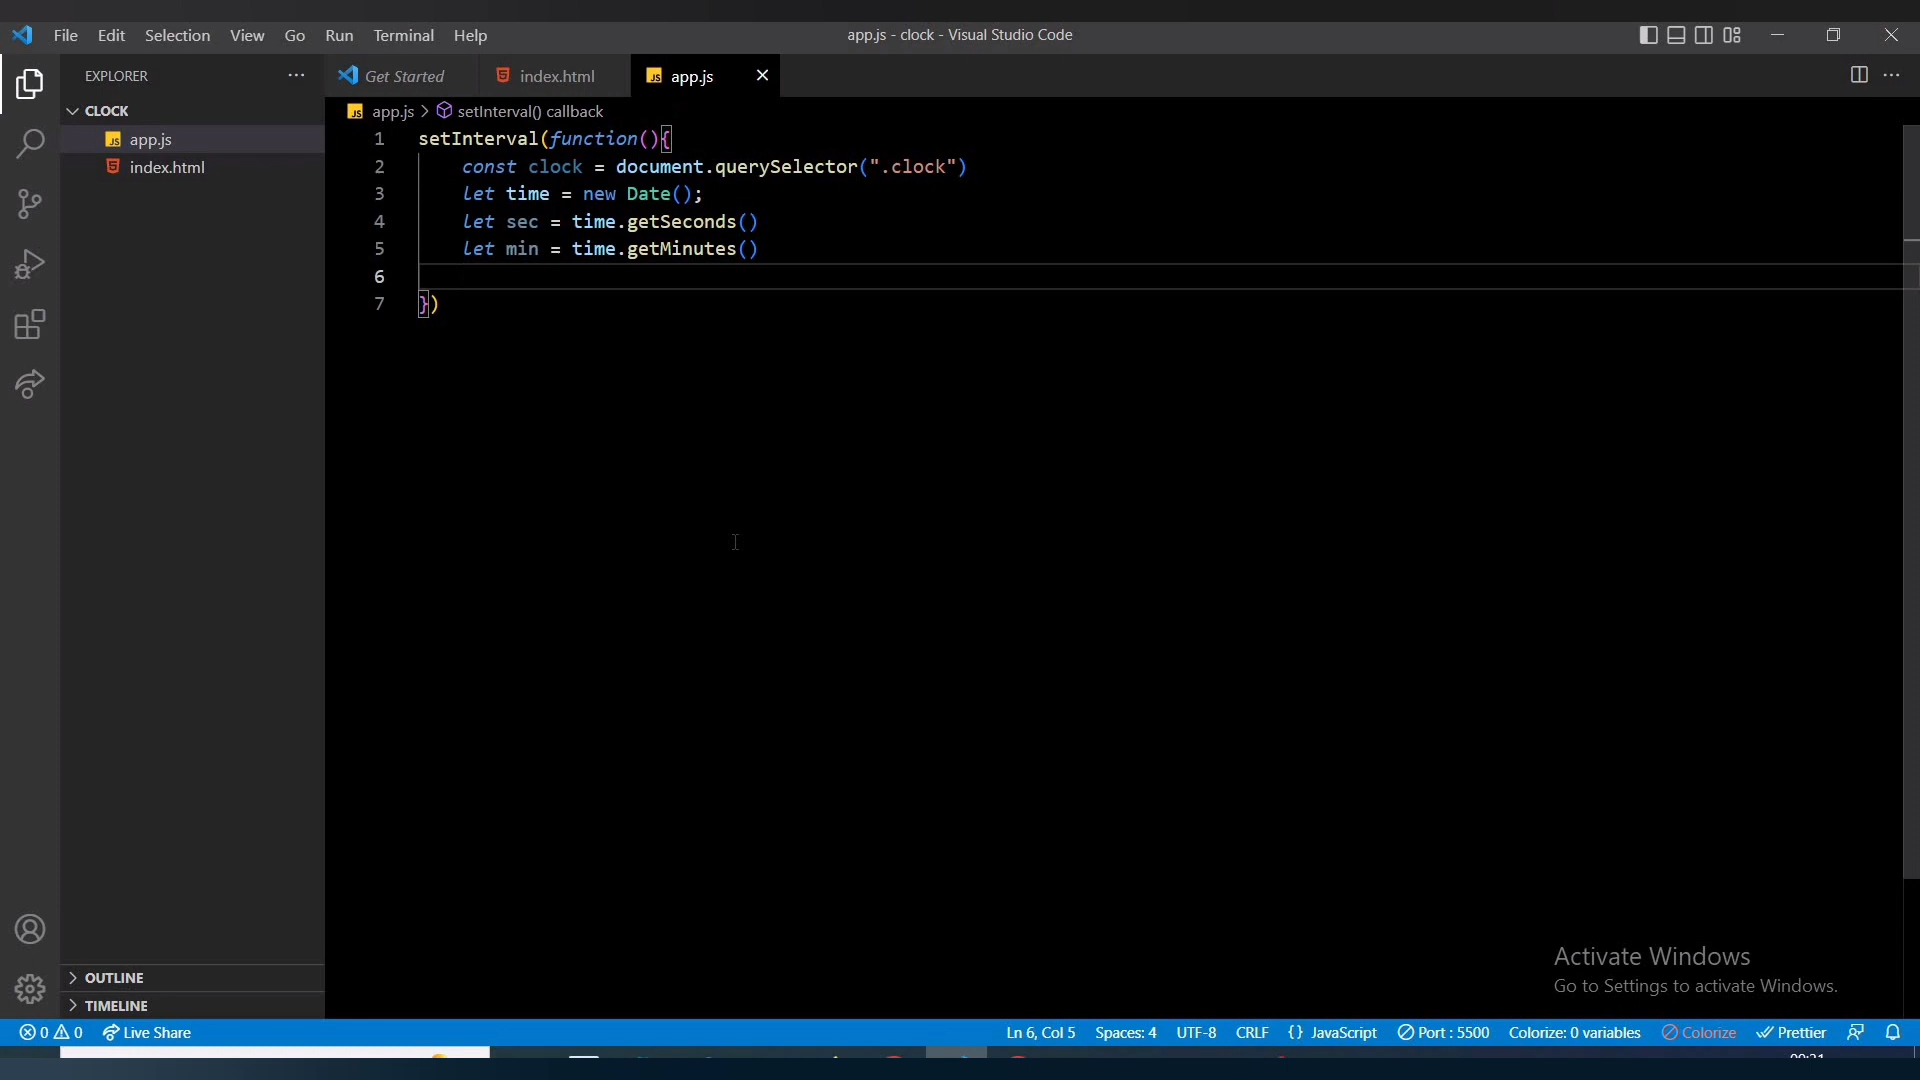 File Edit Selection View Go Run Terminal Help
app.js - clock - Visual Studio Code
EXPLORER
Get Started
index.html
app.js
CLOCK
app.js
index.html
app.js > setInterval() callback
1 setInterval(function(){
2 const clock = document.querySelector(".clock")
3 let time = new Date();
4 let sec = time.getSeconds()
5 let min = time.getMinutes()
6
7 })
OUTLINE
TIMELINE
Activate Windows
Go to Settings to activate Windows.
0 0 Live Share
Ln 6, Col 5 Spaces: 4 UTF-8 CRLF {} JavaScript Port : 5500 Colorize: 0 variables Colorize Prettier